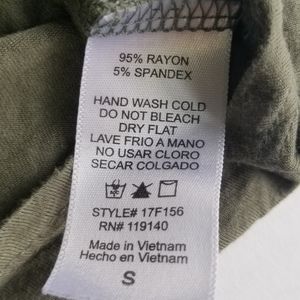 95% RAYON
5% SPANDEX
HAND WASH COLD
DO NOT BLEACH
DRY FLAT
LAVE FRIO A MANO
NO USAR CLORO
SECAR COLGADO
STYLE# 17F156
RN# 119140
Made in Vietnam
Hecho en Vietnam
S